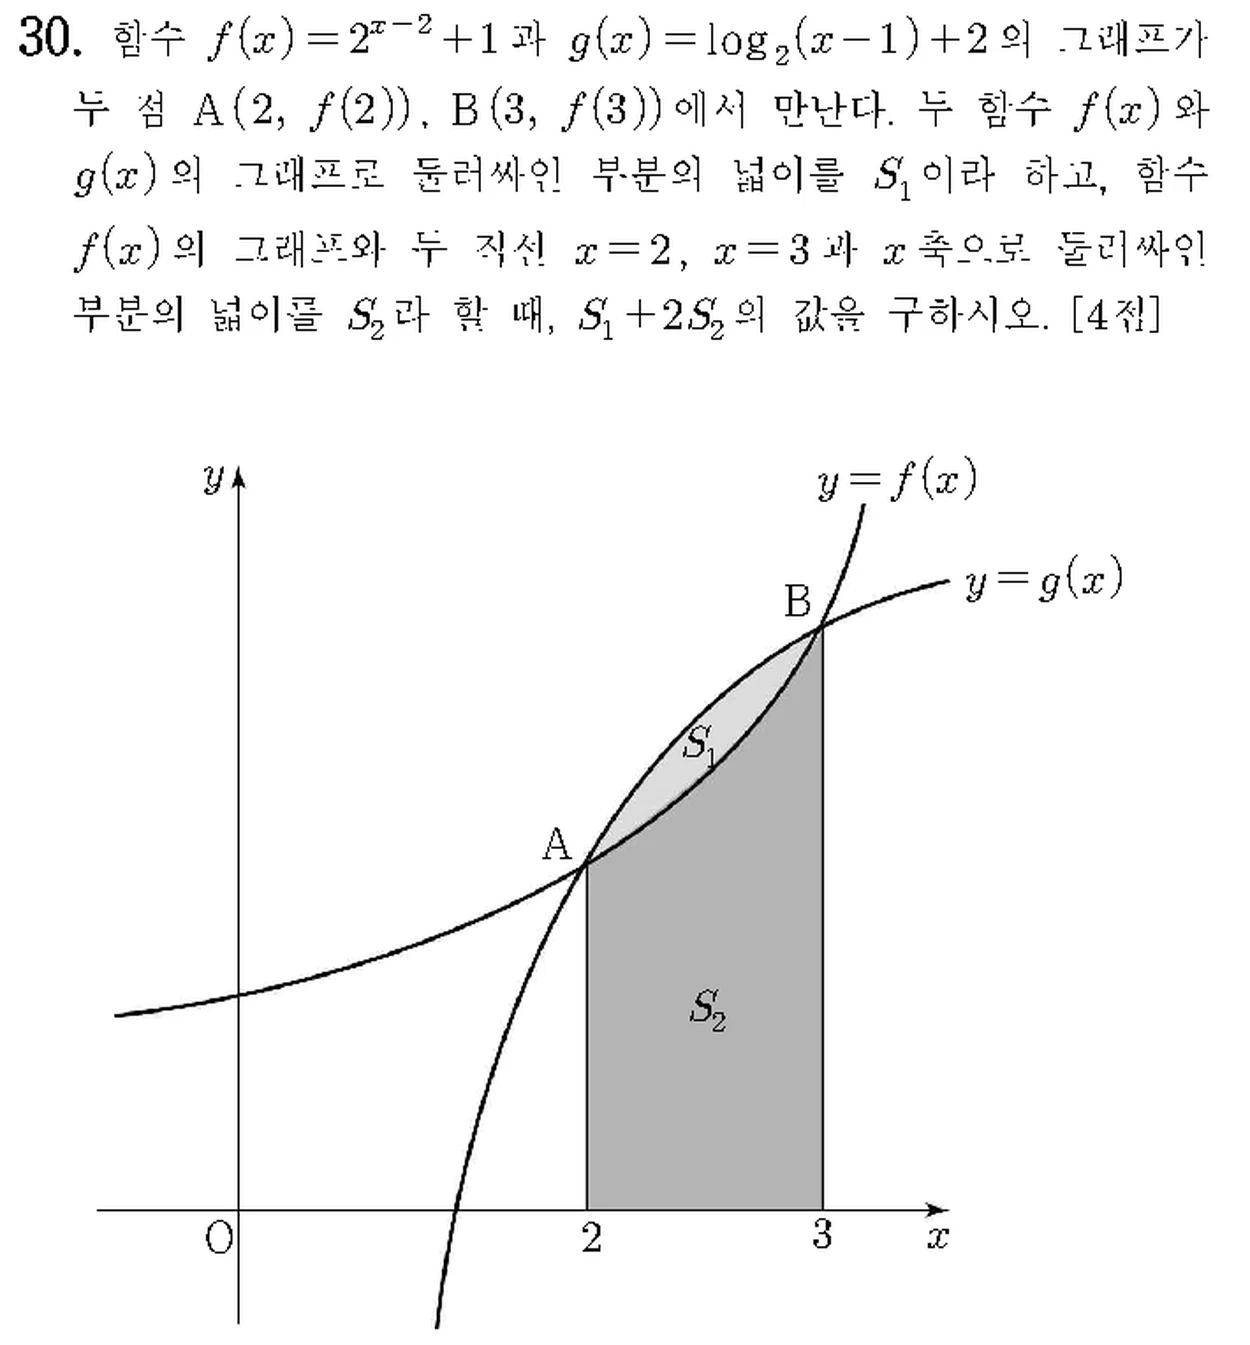 30. 함수 f(x)=2^{x-2}+1과 g(x)=log₂(x-1)+2의 그래프가
두 점 A(2, f(2)), B(3, f(3))에서 만난다. 두 함수 f(x)와
g(x)의 그래프로 둘러싸인 부분의 넓이를 S₁이라 하고, 함수
f(x)의 그래프와 두 직선 x=2, x=3과 x축으로 둘러싸인
부분의 넓이를 S₂라 할 때, S₁+2S₂의 값을 구하시오. [4점]
y
y=f(x)
B
y=g(x)
S₁
A
S₂
O
2
3
x